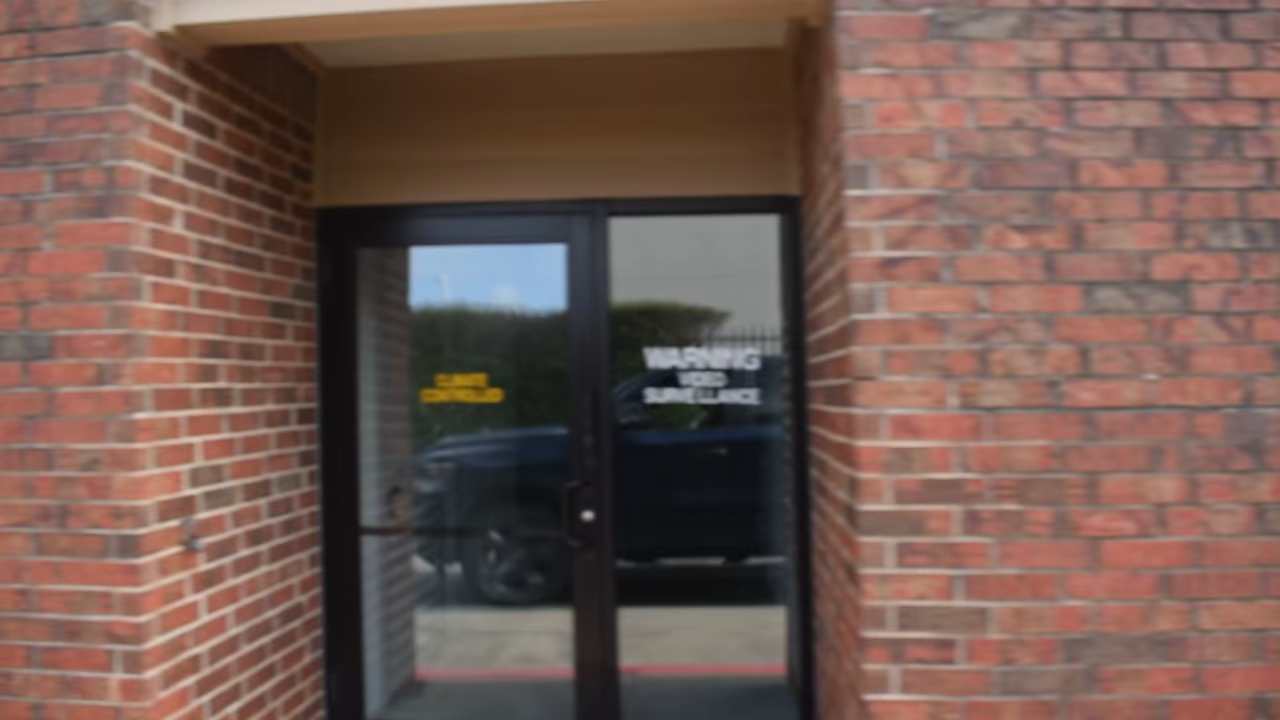 CLIMATE
CONTROLLED
WARNING
VIDEO
SURVEILLANCE